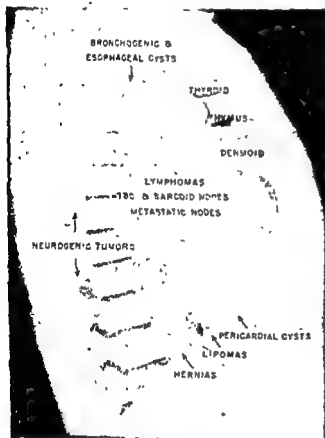 BRONCHOGENIC &
ESOPHAGEAL CYSTS
THYROID
THYMUS
DERMOID
LYMPHOMAS
TBC & SARCOID NODES
METASTATIC NODES
NEUROGENIC TUMORS
PERICARDIAL CYSTS
LIPOMAS
HERNIAS